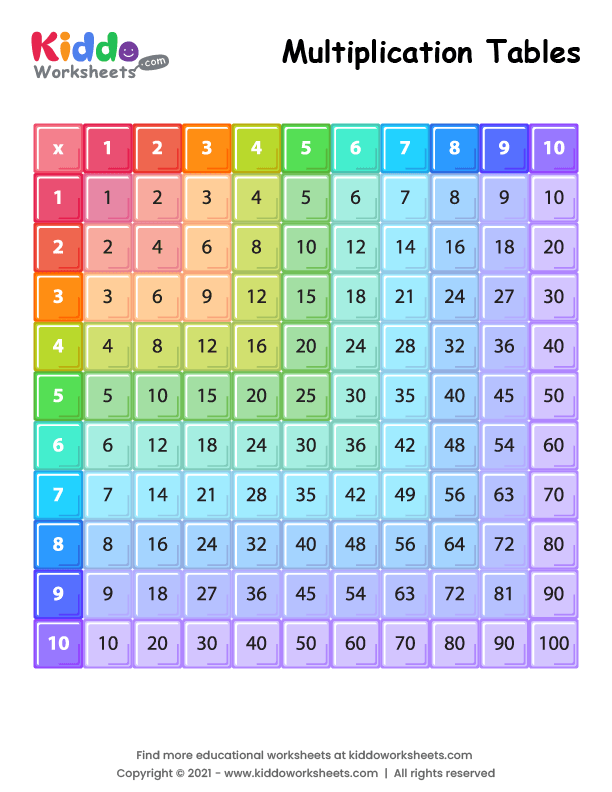 Kiddo
Worksheets
.com
Multiplication Tables
x 1 2 3 4 5 6 7 8 9 10
1 1 2 3 4 5 6 7 8 9 10
2 2 4 6 8 10 12 14 16 18 20
3 3 6 9 12 15 18 21 24 27 30
4 4 8 12 16 20 24 28 32 36 40
5 5 10 15 20 25 30 35 40 45 50
6 6 12 18 24 30 36 42 48 54 60
7 7 14 21 28 35 42 49 56 63 70
8 8 16 24 32 40 48 56 64 72 80
9 9 18 27 36 45 54 63 72 81 90
10 10 20 30 40 50 60 70 80 90 100
Find more educational worksheets at kiddoworksheets.com
Copyright © 2021 - www.kiddoworksheets.com | All rights reserved